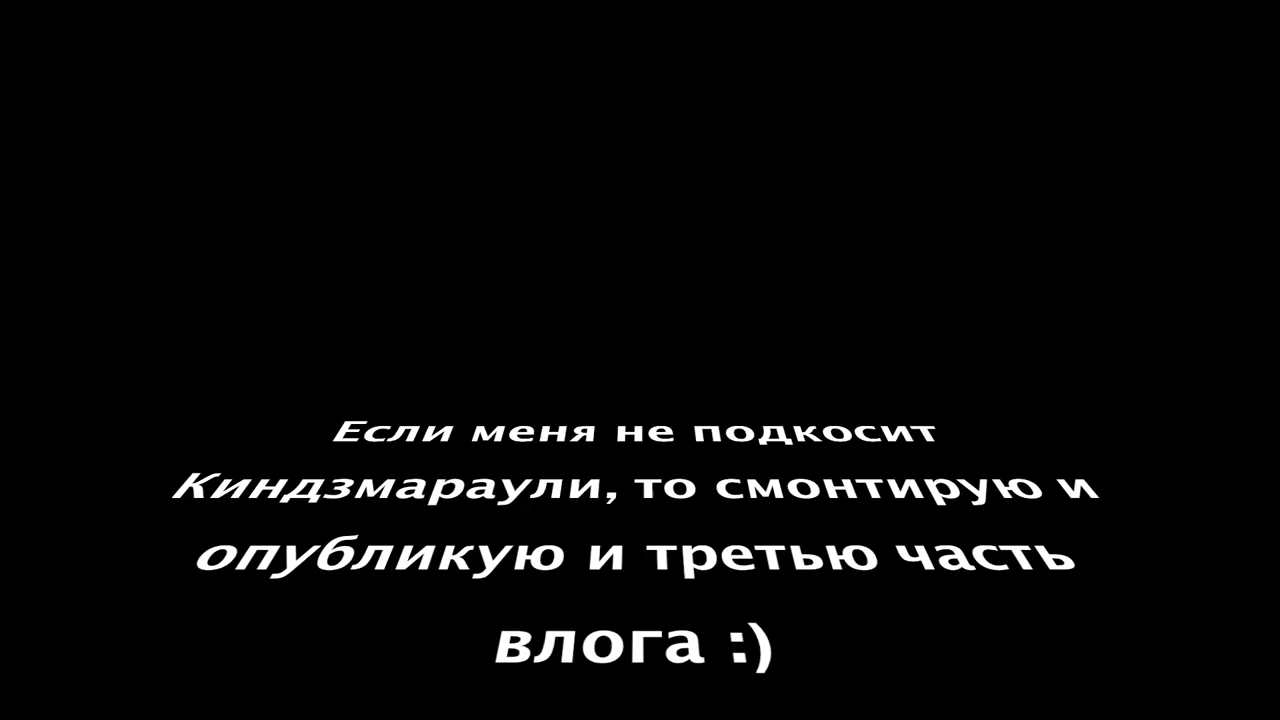 Если меня не подкосит
Киндзмараули, то смонтирую и
опубликую и третью часть
влога :)